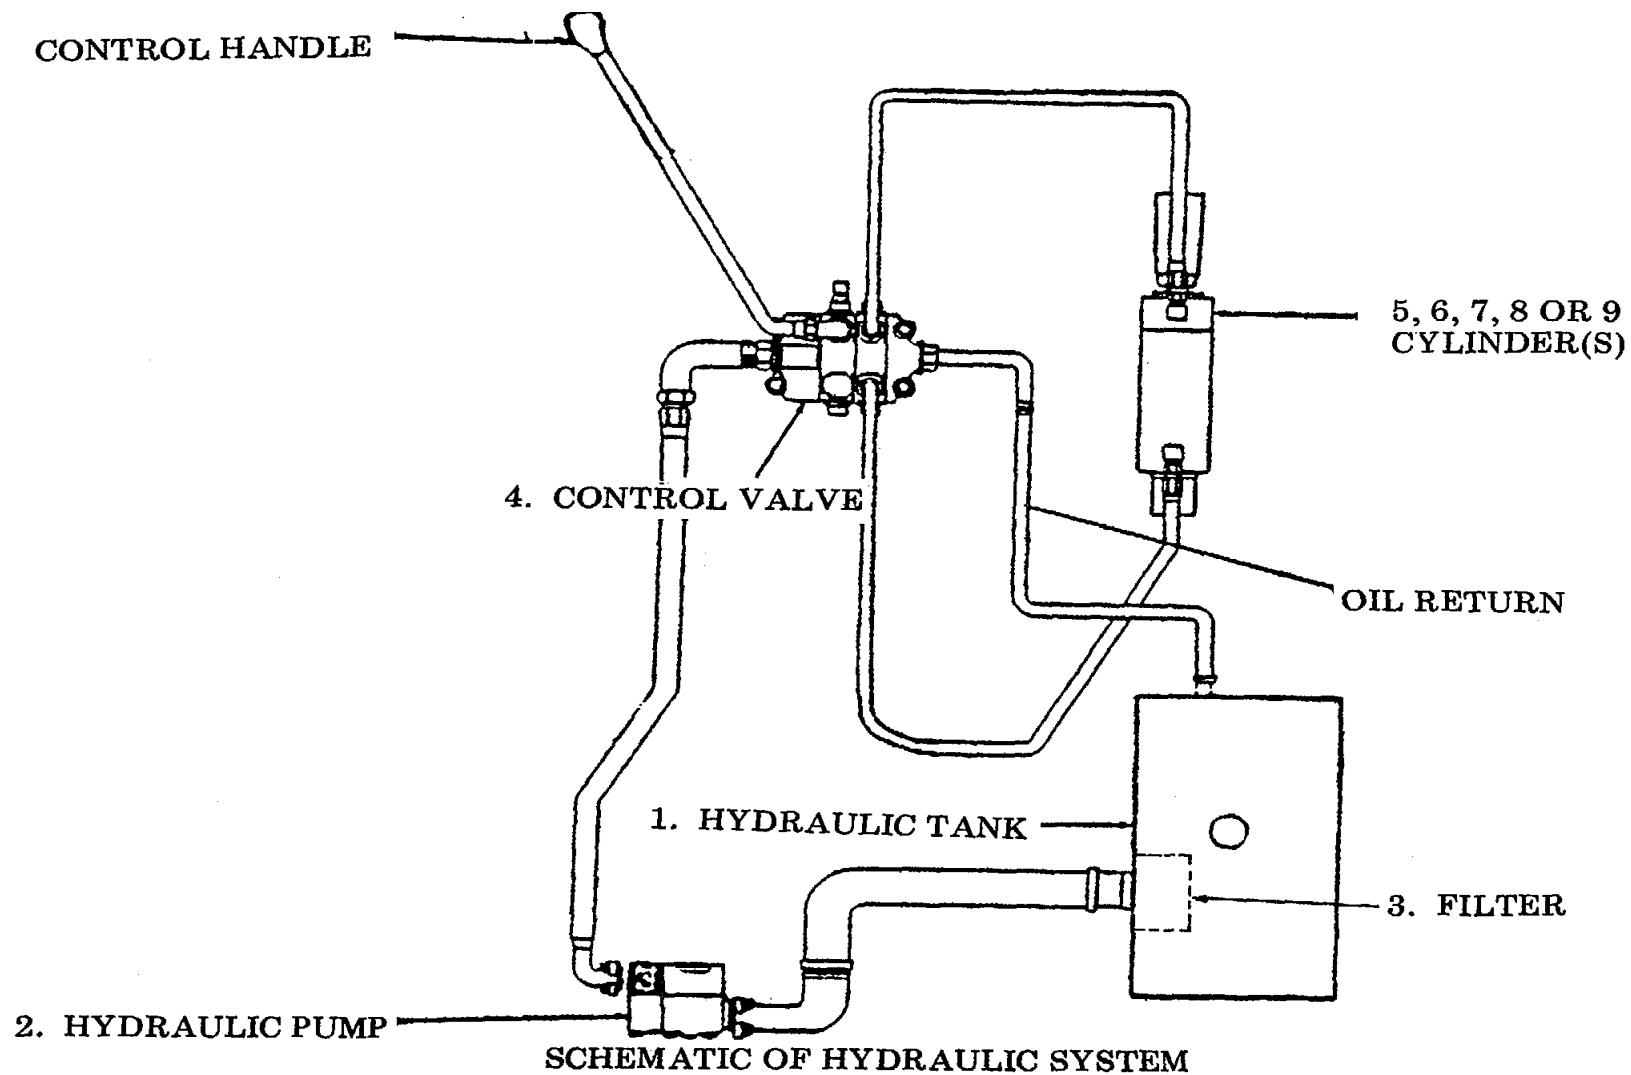 CONTROL HANDLE
5, 6, 7, 8 OR 9
CYLINDER(S)
4. CONTROL VALVE
OIL RETURN
1. HYDRAULIC TANK
3. FILTER
2. HYDRAULIC PUMP
SCHEMATIC OF HYDRAULIC SYSTEM